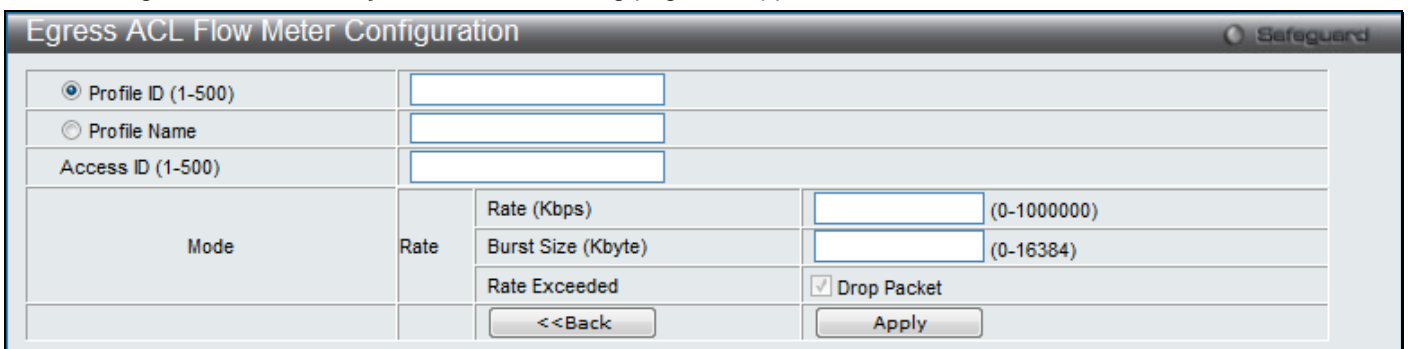 Egress ACL Flow Meter Configuration
Safeguard
Profile ID (1-500)
Profile Name
Access ID (1-500)
Mode
Rate
Rate (Kbps)
(0-1000000)
Burst Size (Kbyte)
(0-16384)
Rate Exceeded
Drop Packet
<<Back
Apply